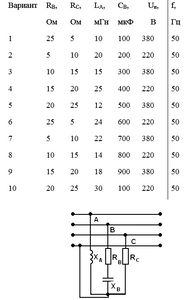 Вариант R_B, R_C, L_A, C_B, U_л, f,
Ом Ом мГн мкФ В Гц
1 25 5 10 100 380 50
2 5 10 20 200 220 50
3 10 15 15 300 380 50
4 15 20 25 400 220 50
5 20 25 12 500 380 50
6 25 5 24 600 220 50
7 5 10 22 700 380 50
8 10 15 14 800 220 50
9 15 20 18 900 380 50
10 20 25 30 100 220 50
A
B
C
X_A R_B R_C
X_B